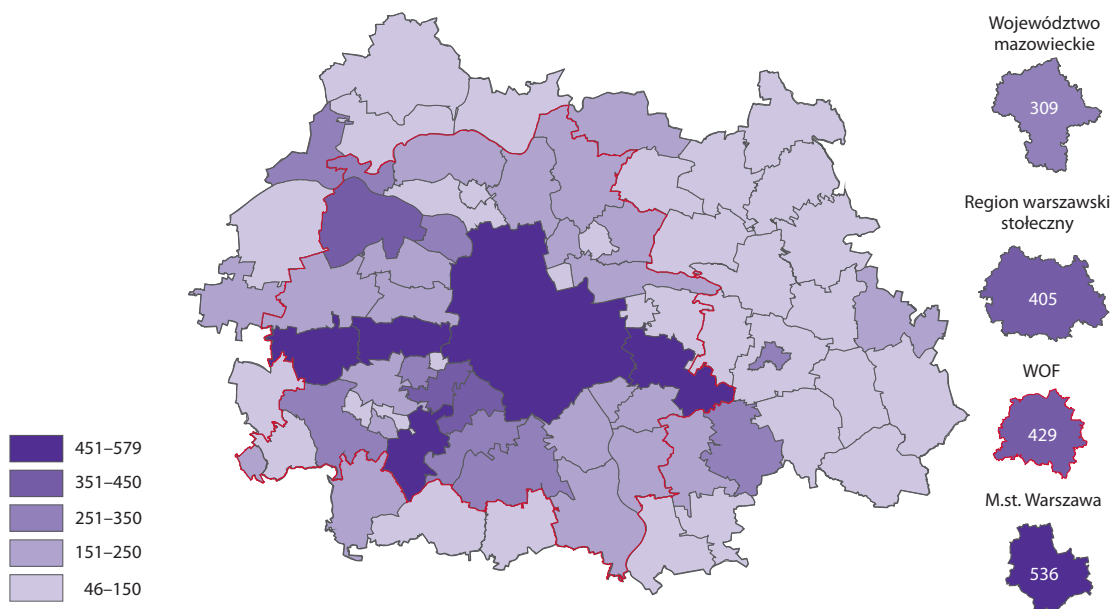 Województwo
mazowieckie
309
Region warszawski
stołeczny
405
WOF
429
M.st. Warszawa
536
451–579
351–450
251–350
151–250
46–150